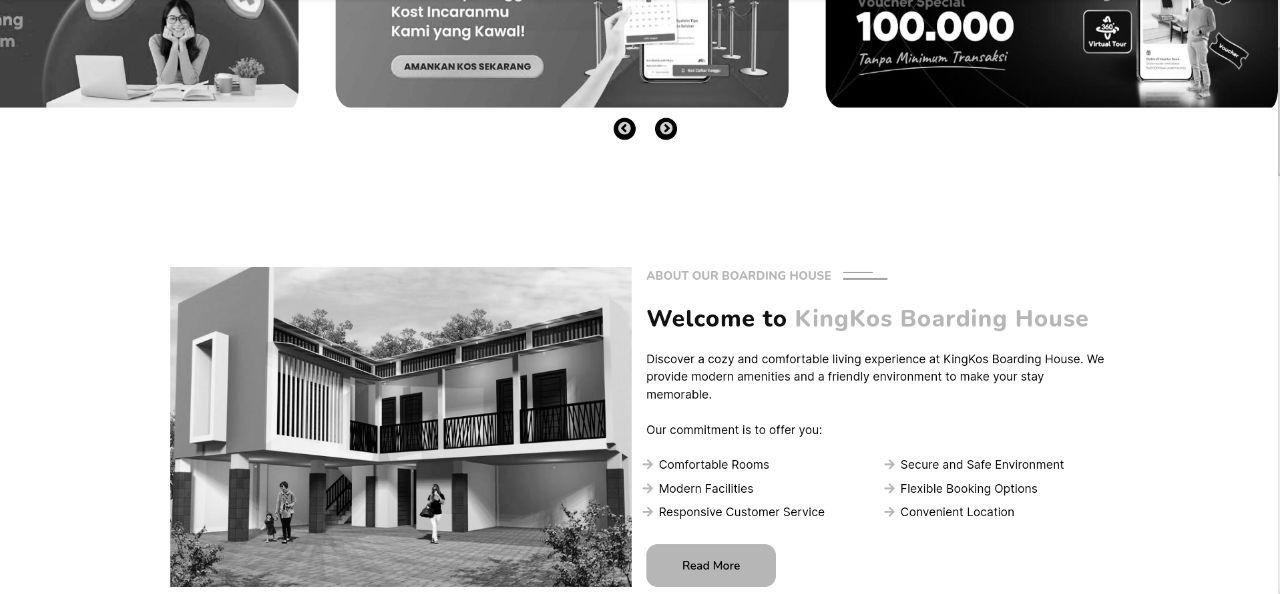 Kost Incaranmu
Kami yang Kawal!
AMANKAN KOS SEKARANG
Voucher Special
100.000
Tanpa Minimum Transaksi
360°
Virtual Tour
Voucher
ABOUT OUR BOARDING HOUSE
Welcome to KingKos Boarding House
Discover a cozy and comfortable living experience at KingKos Boarding House. We
provide modern amenities and a friendly environment to make your stay
memorable.
Our commitment is to offer you:
Comfortable Rooms
Secure and Safe Environment
Modern Facilities
Flexible Booking Options
Responsive Customer Service
Convenient Location
Read More